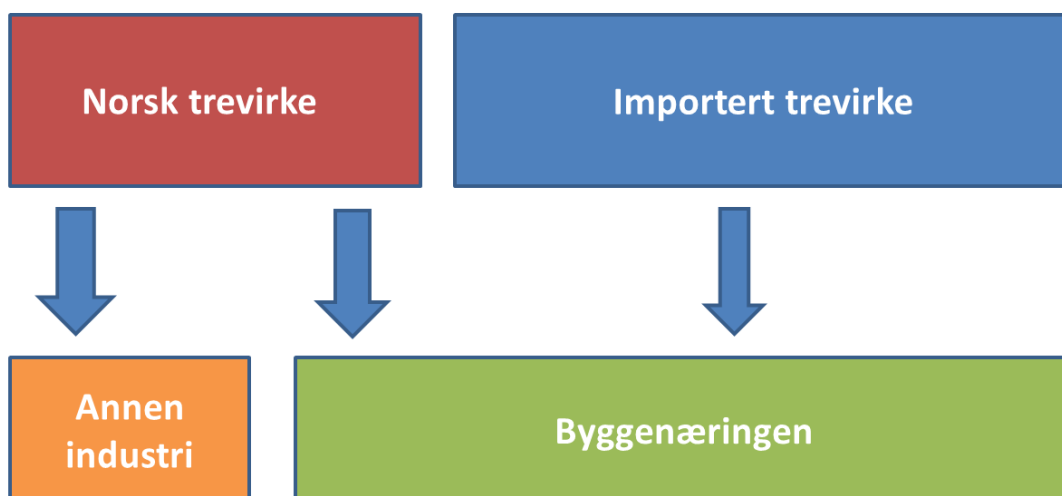 Norsk trevirke
Importert trevirke
Annen
industri
Byggenæringen